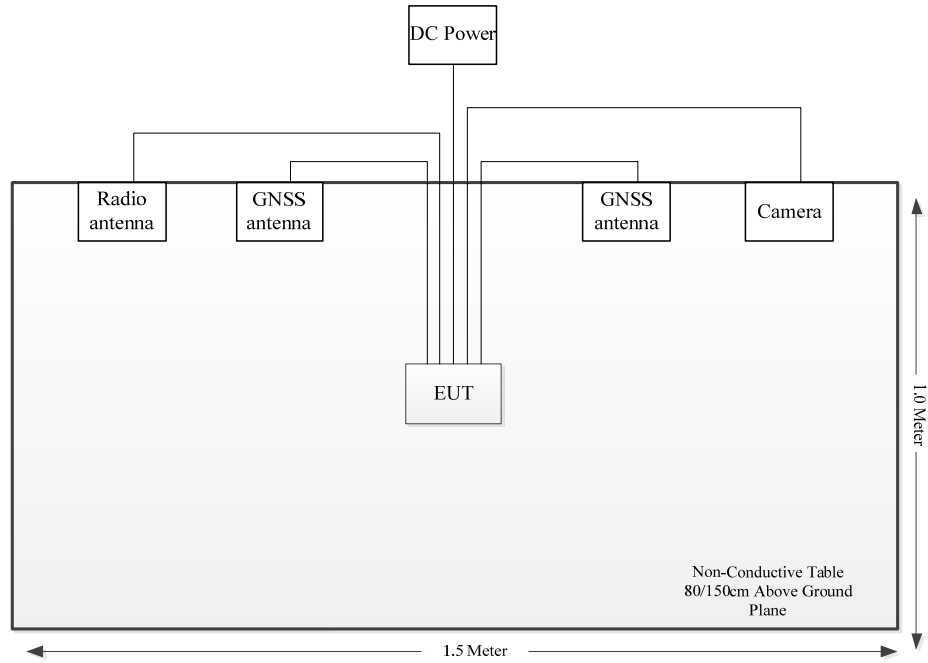 DC Power
Radio
antenna
GNSS
antenna
GNSS
antenna
Camera
EUT
1.0 Meter
Non-Conductive Table
80/150cm Above Ground
Plane
1.5 Meter